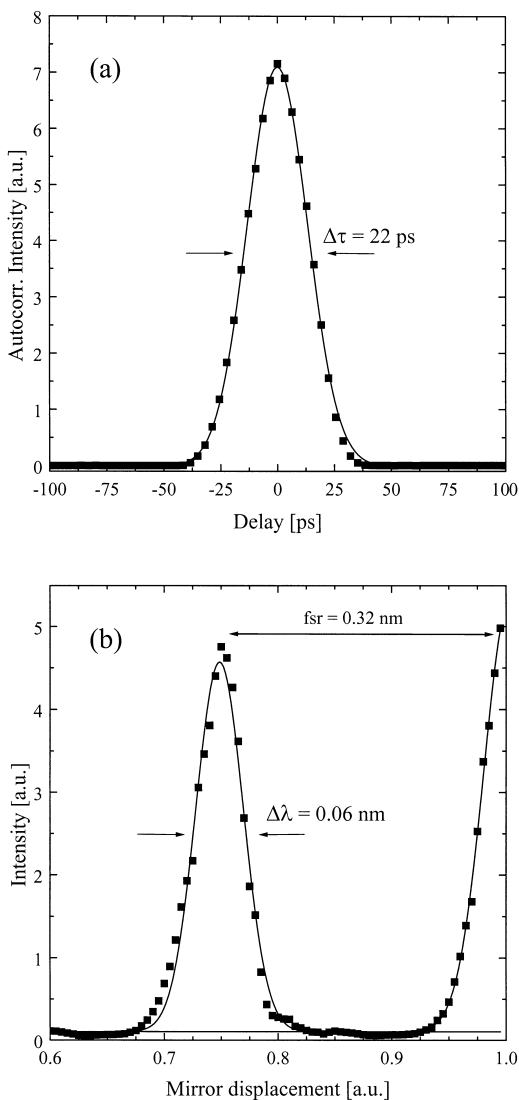 8
(a)
7
6
5
Δτ = 22 ps
4
3
2
1
0
-100 -75 -50 -25 0 25 50 75 100
Autocorr. Intensity [a.u.]
Delay [ps]
(b)
fsr = 0.32 nm
5
4
3
Δλ = 0.06 nm
2
1
0
0.6 0.7 0.8 0.9 1.0
Intensity [a.u.]
Mirror displacement [a.u.]